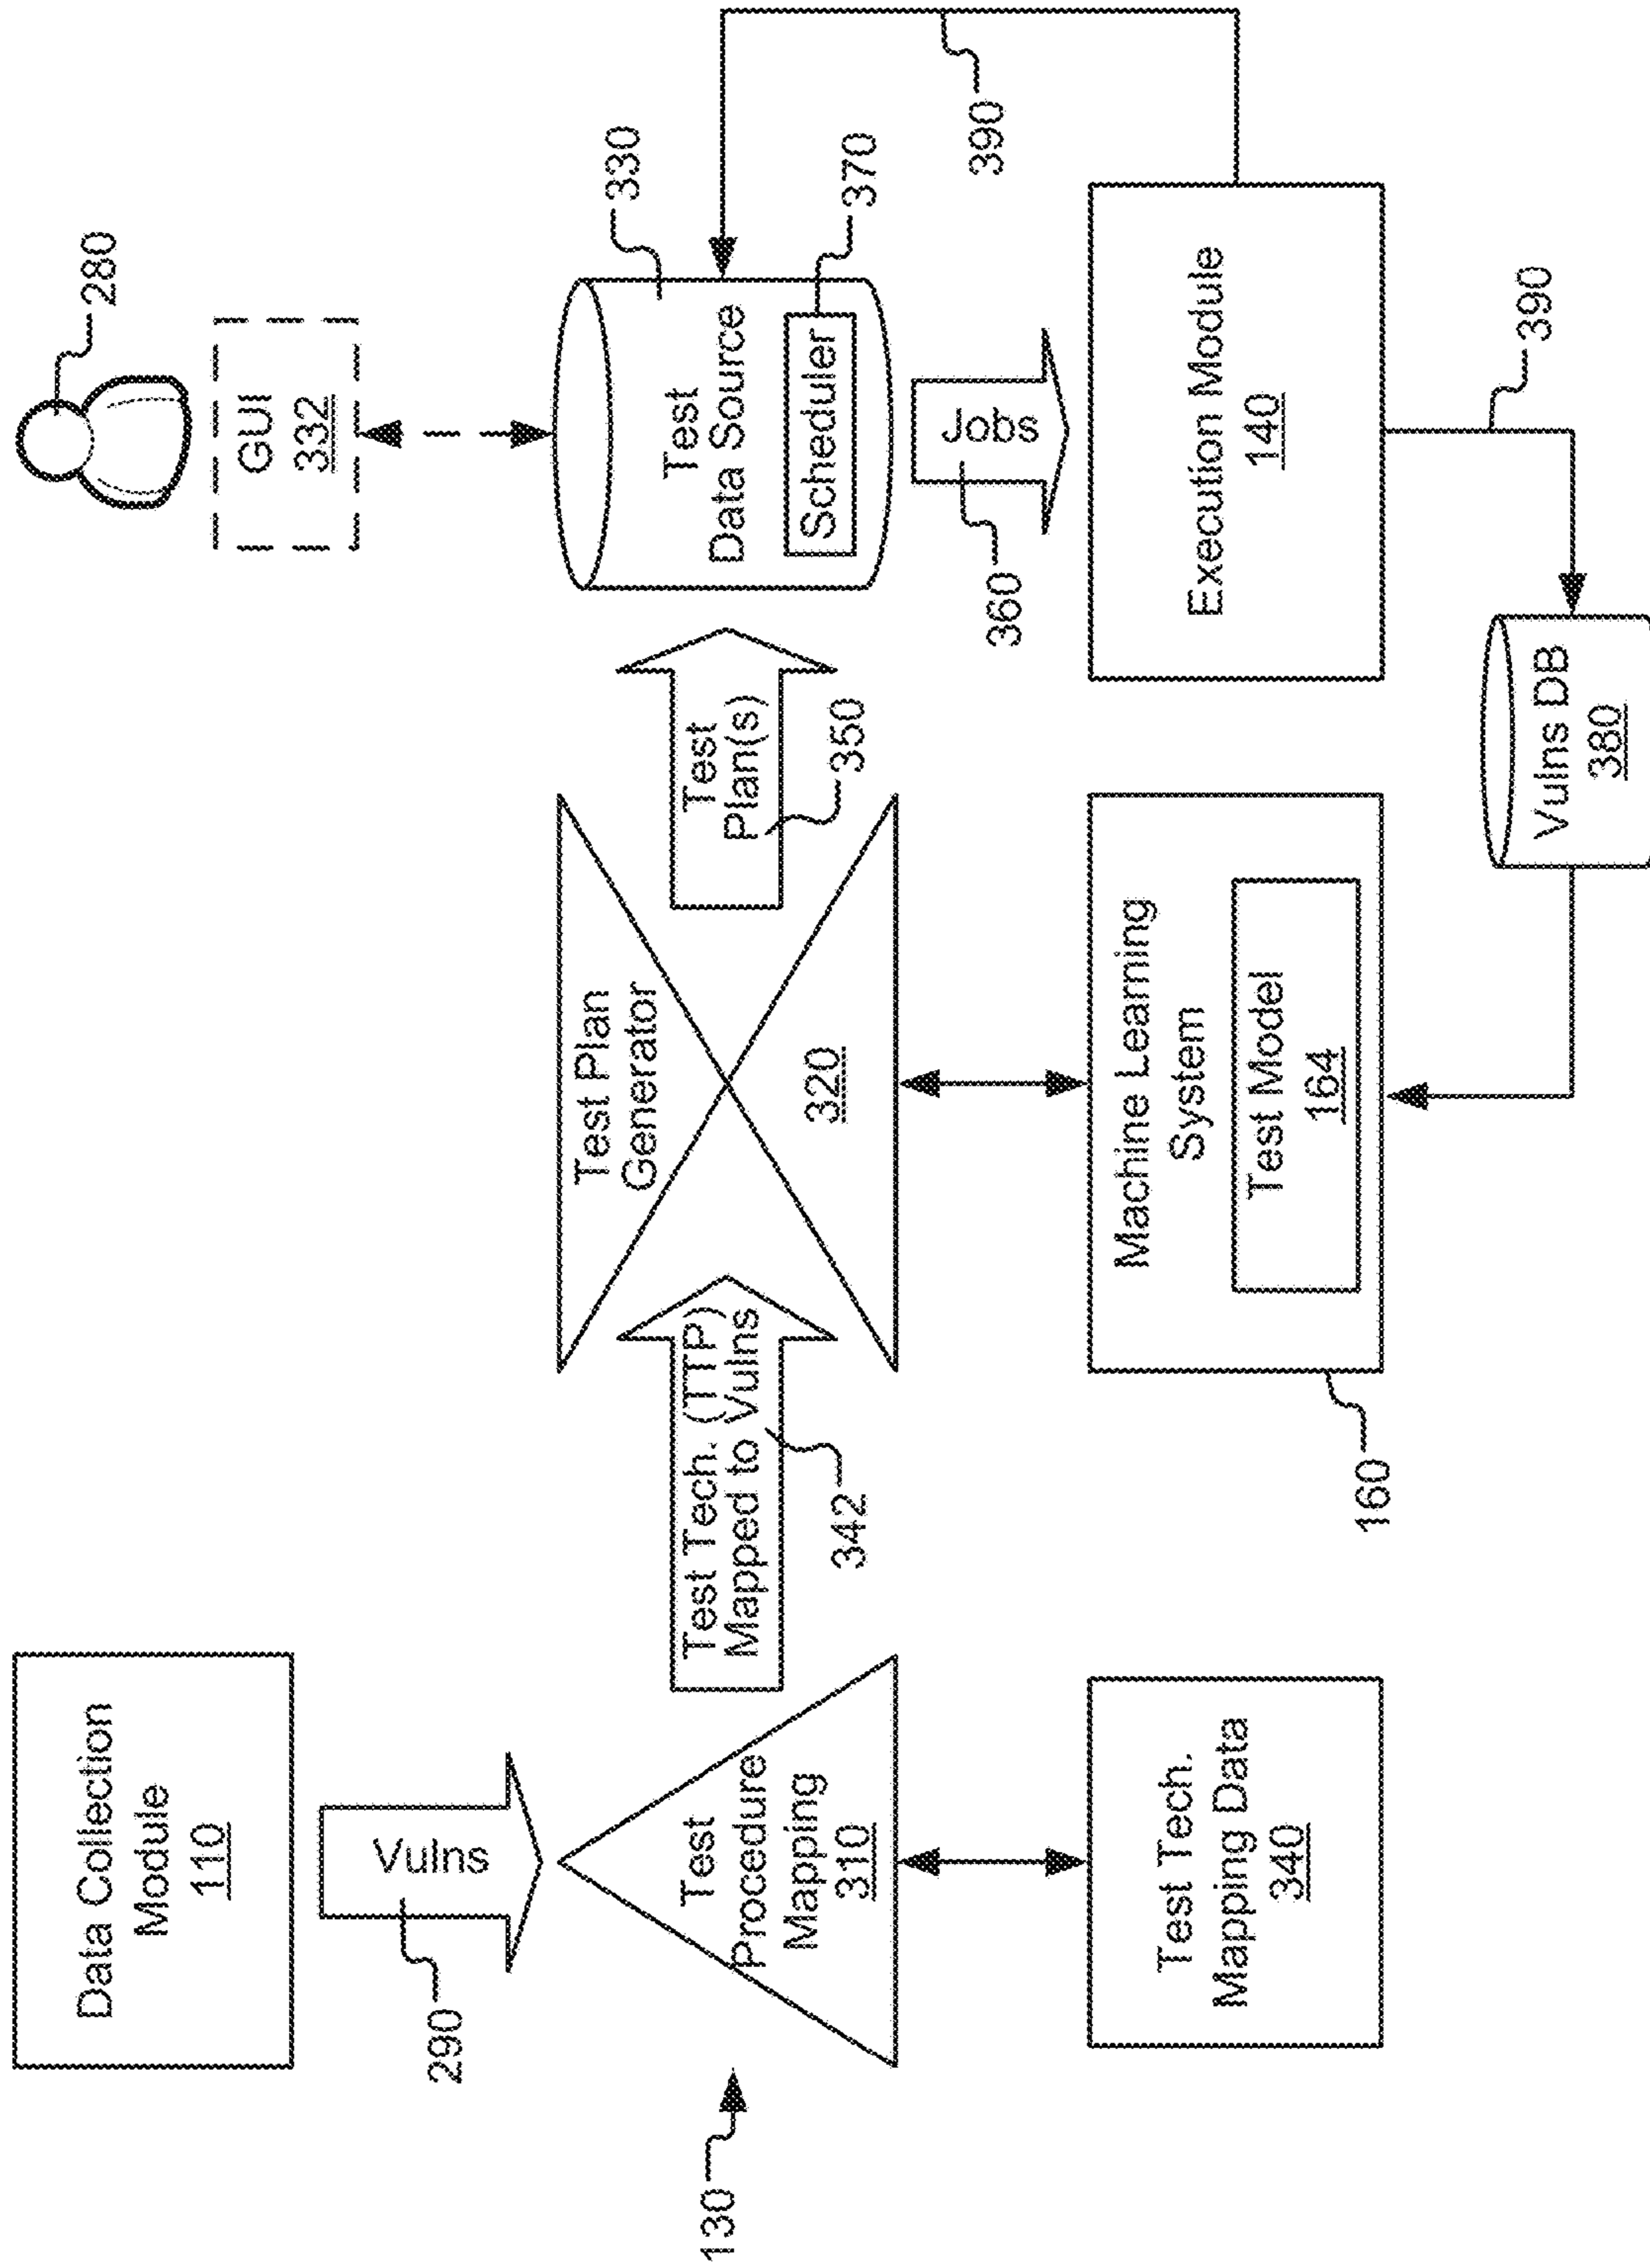 Data Collection
Module
110
280
GUI
332
Vulns
290
130
Test
Procedure
Mapping
310
Test Tech. (TTP)
Mapped to Vulns
342
Test Plan
Generator
320
Test
Plan(s)
350
Test
Data Source
Scheduler
330
370
390
Jobs
360
Test Tech.
Mapping Data
340
Machine Learning
System
Test Model
164
160
Execution Module
140
390
Vulns DB
380